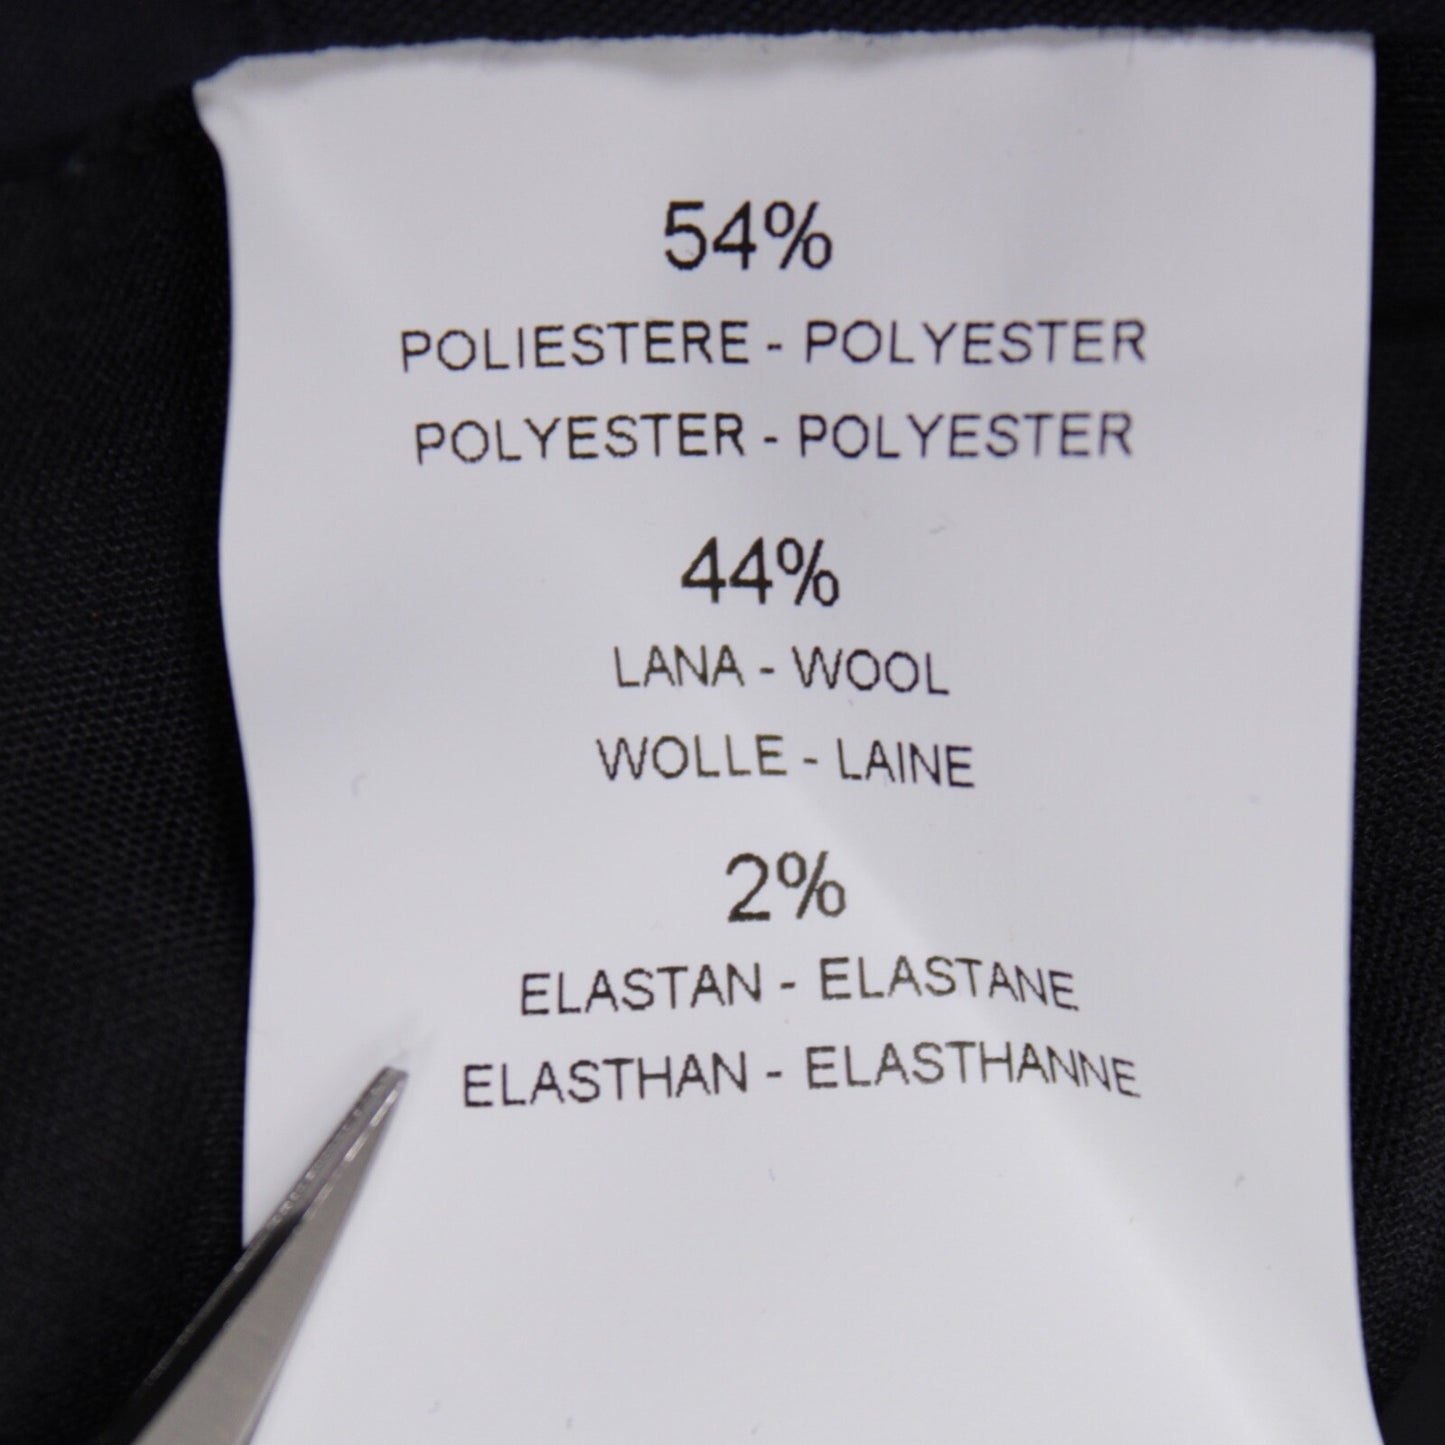 54%
POLIESTERE - POLYESTER
POLYESTER - POLYESTER
44%
LANA - WOOL
WOLLE - LAINE
2%
ELASTAN - ELASTANE
ELASTHAN - ELASTHANNE